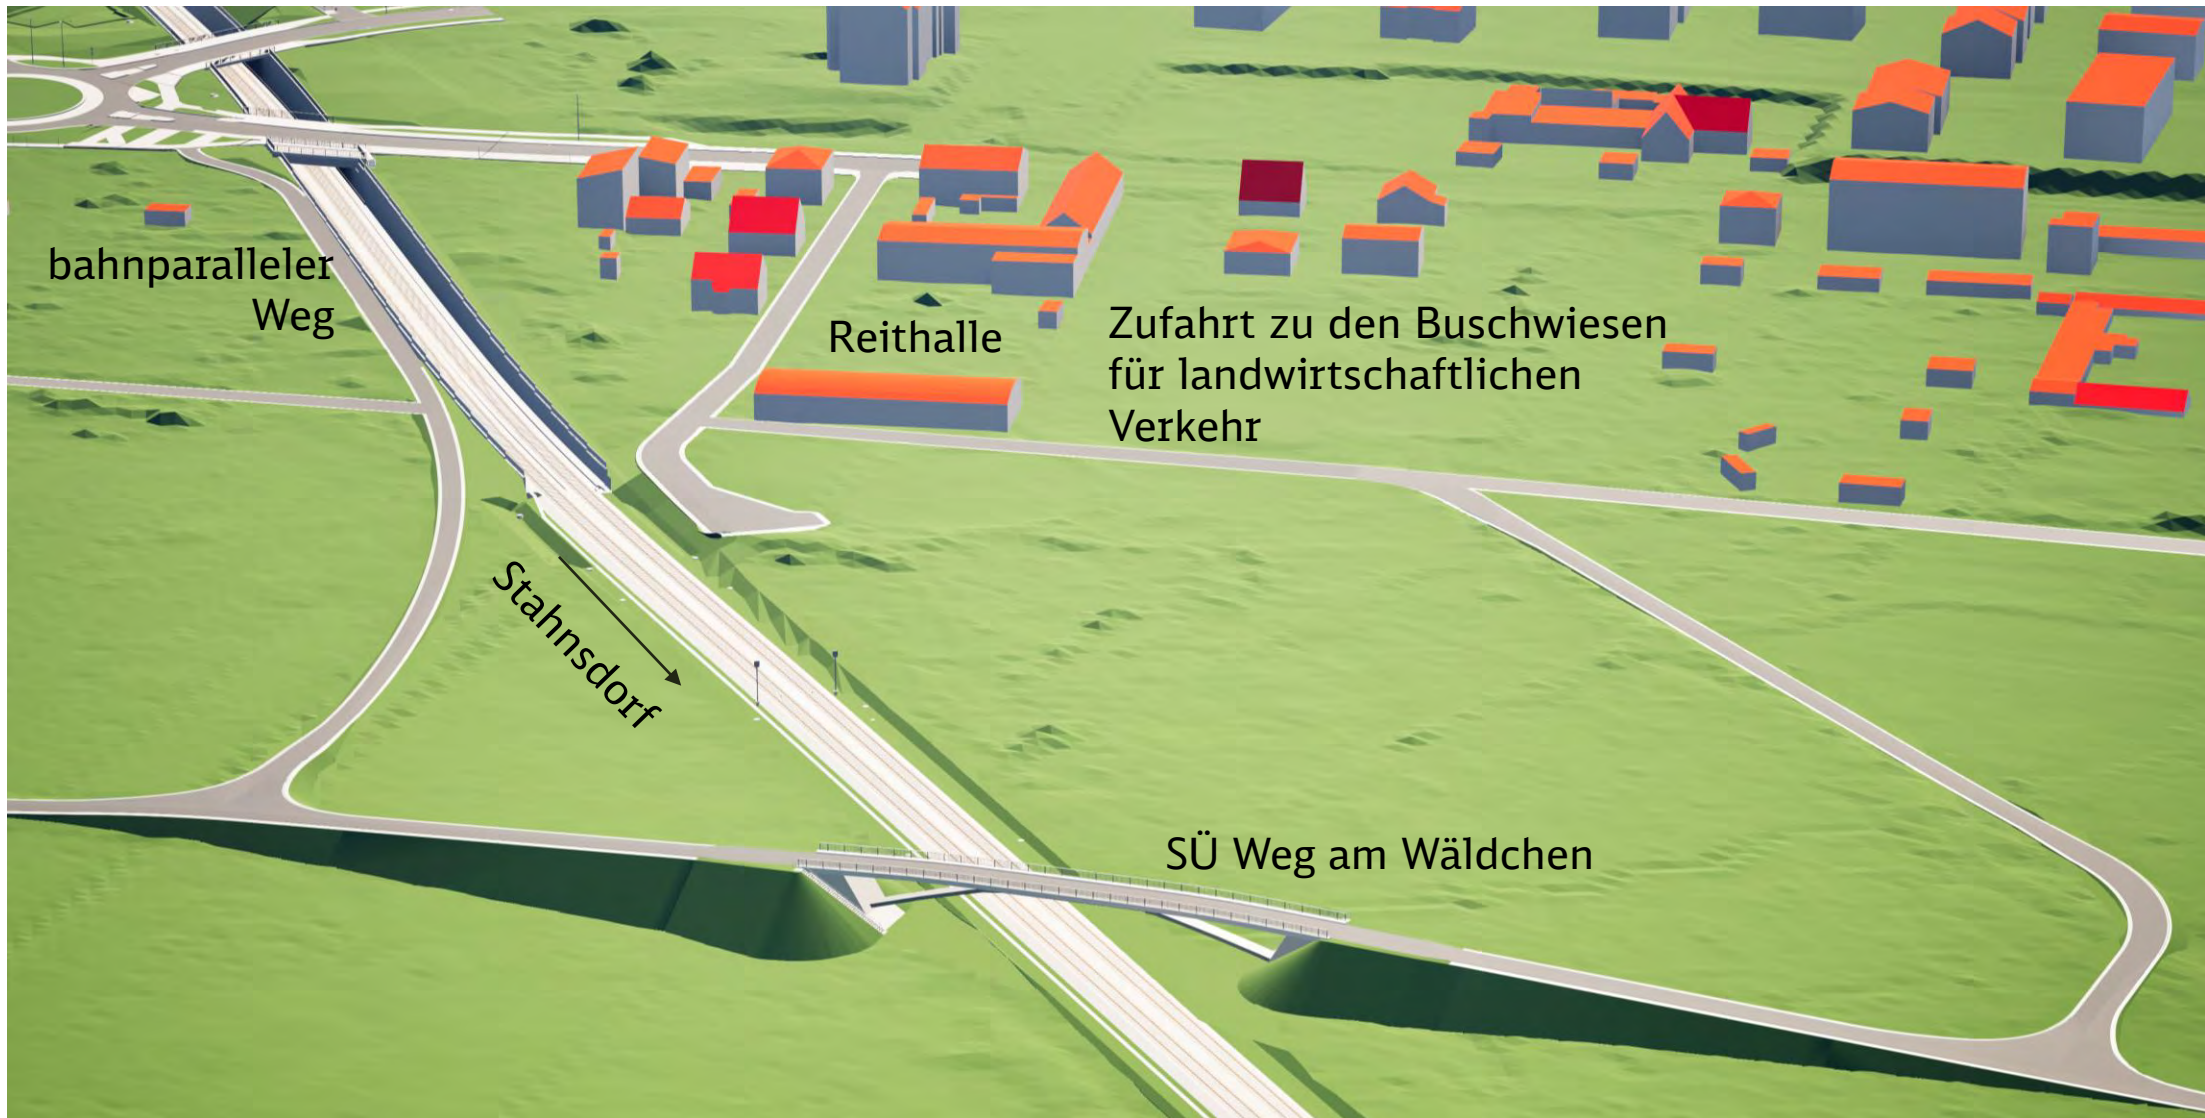 bahnparalleler
Weg
Reithalle
Zufahrt zu den Buschwiesen
für landwirtschaftlichen
Verkehr
Stahnsdorf
SÜ Weg am Wäldchen